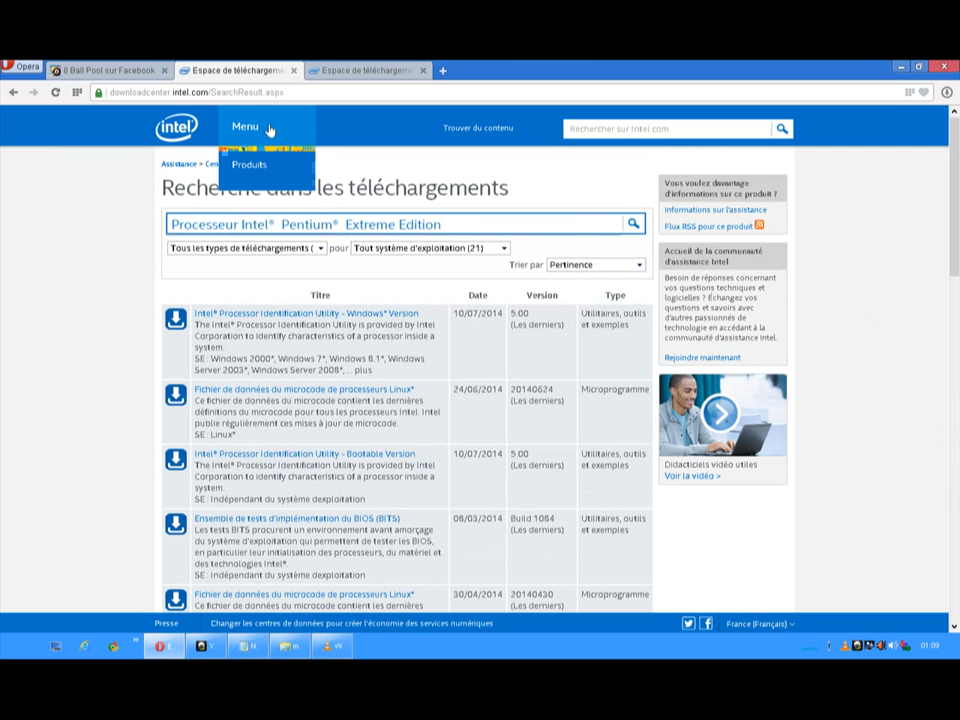 Opera
8 Ball Pool sur Facebook
Espace de téléchargeme
Espace de téléchargeme
downloadcenter.intel.com/SearchResult.aspx
intel
Menu
Trouver du contenu
Rechercher sur Intel.com
Produits
Assistance > Cen
Recherche dans les téléchargements
Processeur Intel® Pentium® Extreme Edition
Tous les types de téléchargements (
pour
Tout système d'exploitation (21)
Trier par
Pertinence
Titre
Date
Version
Type
Intel® Processor Identification Utility - Windows* Version
The Intel® Processor Identification Utility is provided by Intel
Corporation to identify characteristics of a processor inside a
system.
SE : Windows 2000*, Windows 7*, Windows 8.1*, Windows
Server 2003*, Windows Server 2008*, ... plus
10/07/2014
5.00
(Les derniers)
Utilitaires, outils
et exemples
Fichier de données du microcode de processeurs Linux*
Ce fichier de données du microcode contient les dernières
définitions du microcode pour tous les processeurs Intel. Intel
publie régulièrement ces mises à jour de microcode.
SE : Linux*
24/06/2014
20140624
(Les derniers)
Microprogramme
Intel® Processor Identification Utility - Bootable Version
The Intel® Processor Identification Utility is provided by Intel
Corporation to identify characteristics of a processor inside a
system.
SE : Indépendant du système dexploitation
10/07/2014
5.00
(Les derniers)
Utilitaires, outils
et exemples
Ensemble de tests d'implémentation du BIOS (BITS)
Les tests BITS procurent un environnement avant amorçage
du système d'exploitation qui permettent de tester les BIOS,
en particulier leur initialisation des processeurs, du matériel et
des technologies Intel®.
SE : Indépendant du système dexploitation
08/03/2014
Build 1084
(Les derniers)
Utilitaires, outils
et exemples
Fichier de données du microcode de processeurs Linux*
Ce fichier de données du microcode contient les dernières
30/04/2014
20140430
(Les derniers)
Microprogramme
Vous voulez davantage
d'informations sur ce produit ?
Informations sur l'assistance
Flux RSS pour ce produit
Accueil de la communauté
d'assistance Intel
Besoin de réponses concernant
vos questions techniques et
logicielles ? Échangez vos
questions et savoirs avec
d'autres passionnés de
technologie en accédant à la
communauté d'assistance Intel.
Rejoindre maintenant
Didacticiels vidéo utiles
Voir la vidéo >
Presse
Changer les centres de données pour créer l'économie des services numériques
France (Français)
E
Y
N
m
W
01:09